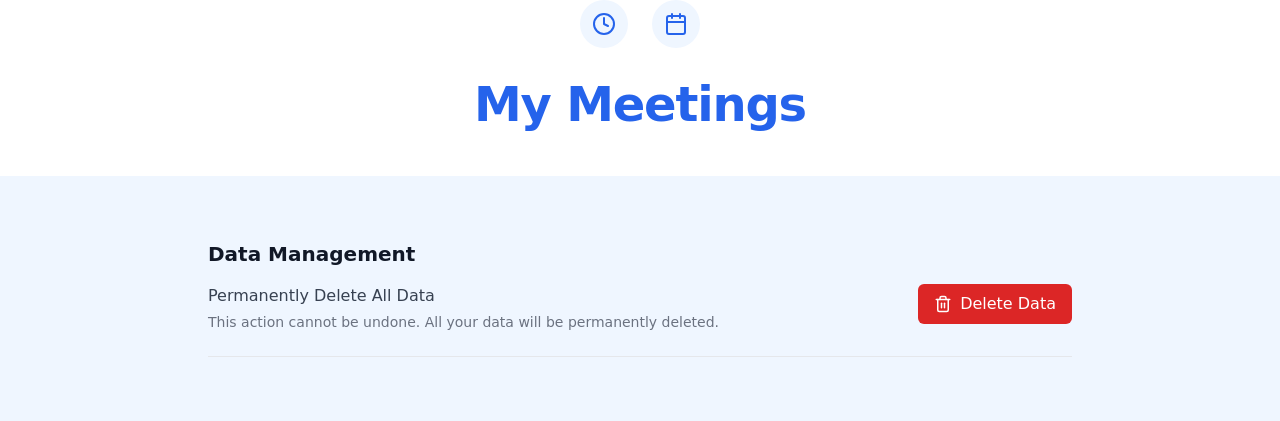 My Meetings
Data Management
Permanently Delete All Data
This action cannot be undone. All your data will be permanently deleted.
Delete Data